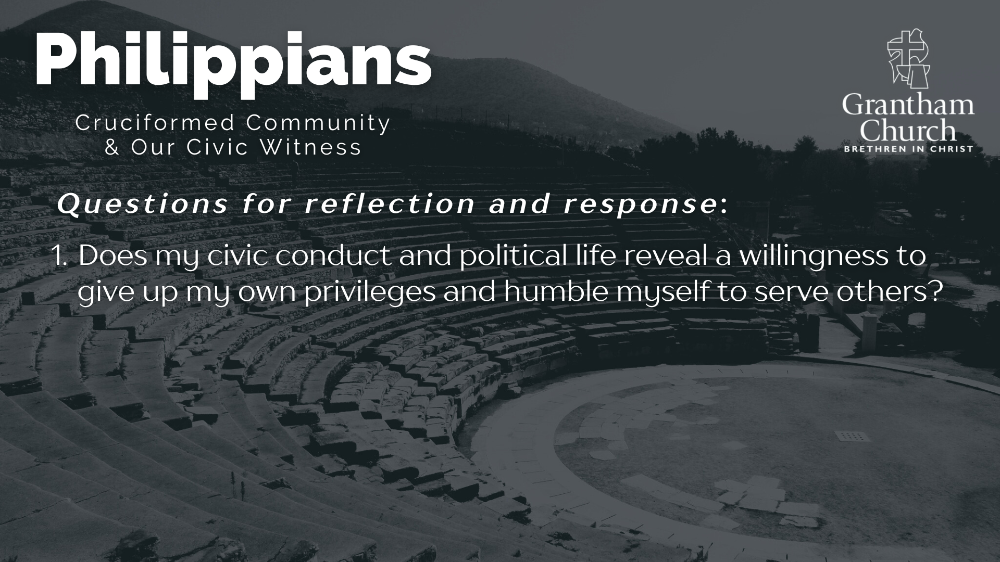 Philippians
Cruciformed Community
& Our Civic Witness
Grantham
Church
BRETHREN IN CHRIST
Questions for reflection and response:
1. Does my civic conduct and political life reveal a willingness to
give up my own privileges and humble myself to serve others?